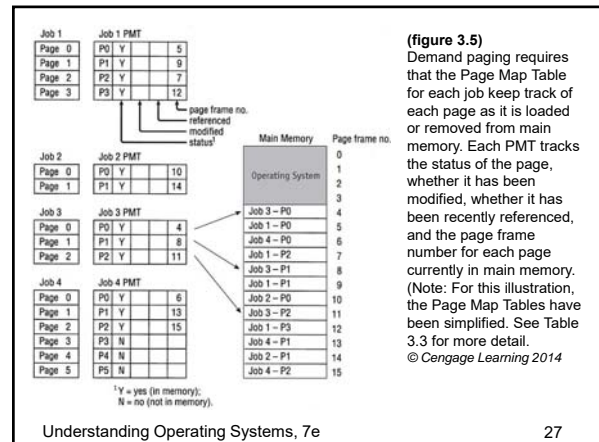 Job 1
Page 0
Page 1
Page 2
Page 3
Job 1 PMT
P0 Y 5
P1 Y 9
P2 Y 7
P3 Y 12
page frame no.
referenced
modified
status¹
Job 2
Page 0
Page 1
Job 2 PMT
P0 Y 10
P1 Y 14
Job 3
Page 0
Page 1
Page 2
Job 3 PMT
P0 Y 4
P1 Y 8
P2 Y 11
Job 4
Page 0
Page 1
Page 2
Page 3
Page 4
Page 5
Job 4 PMT
P0 Y 6
P1 Y 13
P2 Y 15
P3 N
P4 N
P5 N
¹Y = yes (in memory);
N = no (not in memory).
Main Memory Page frame no.
Operating System
0
1
2
3
Job 3 – P0 4
Job 1 – P0 5
Job 4 – P0 6
Job 1 – P2 7
Job 3 – P1 8
Job 1 – P1 9
Job 2 – P0 10
Job 3 – P2 11
Job 1 – P3 12
Job 4 – P1 13
Job 2 – P1 14
Job 4 – P2 15
(figure 3.5)
Demand paging requires
that the Page Map Table
for each job keep track of
each page as it is loaded
or removed from main
memory. Each PMT tracks
the status of the page,
whether it has been
modified, whether it has
been recently referenced,
and the page frame
number for each page
currently in main memory.
(Note: For this illustration,
the Page Map Tables have
been simplified. See Table
3.3 for more detail.
© Cengage Learning 2014
Understanding Operating Systems, 7e 27